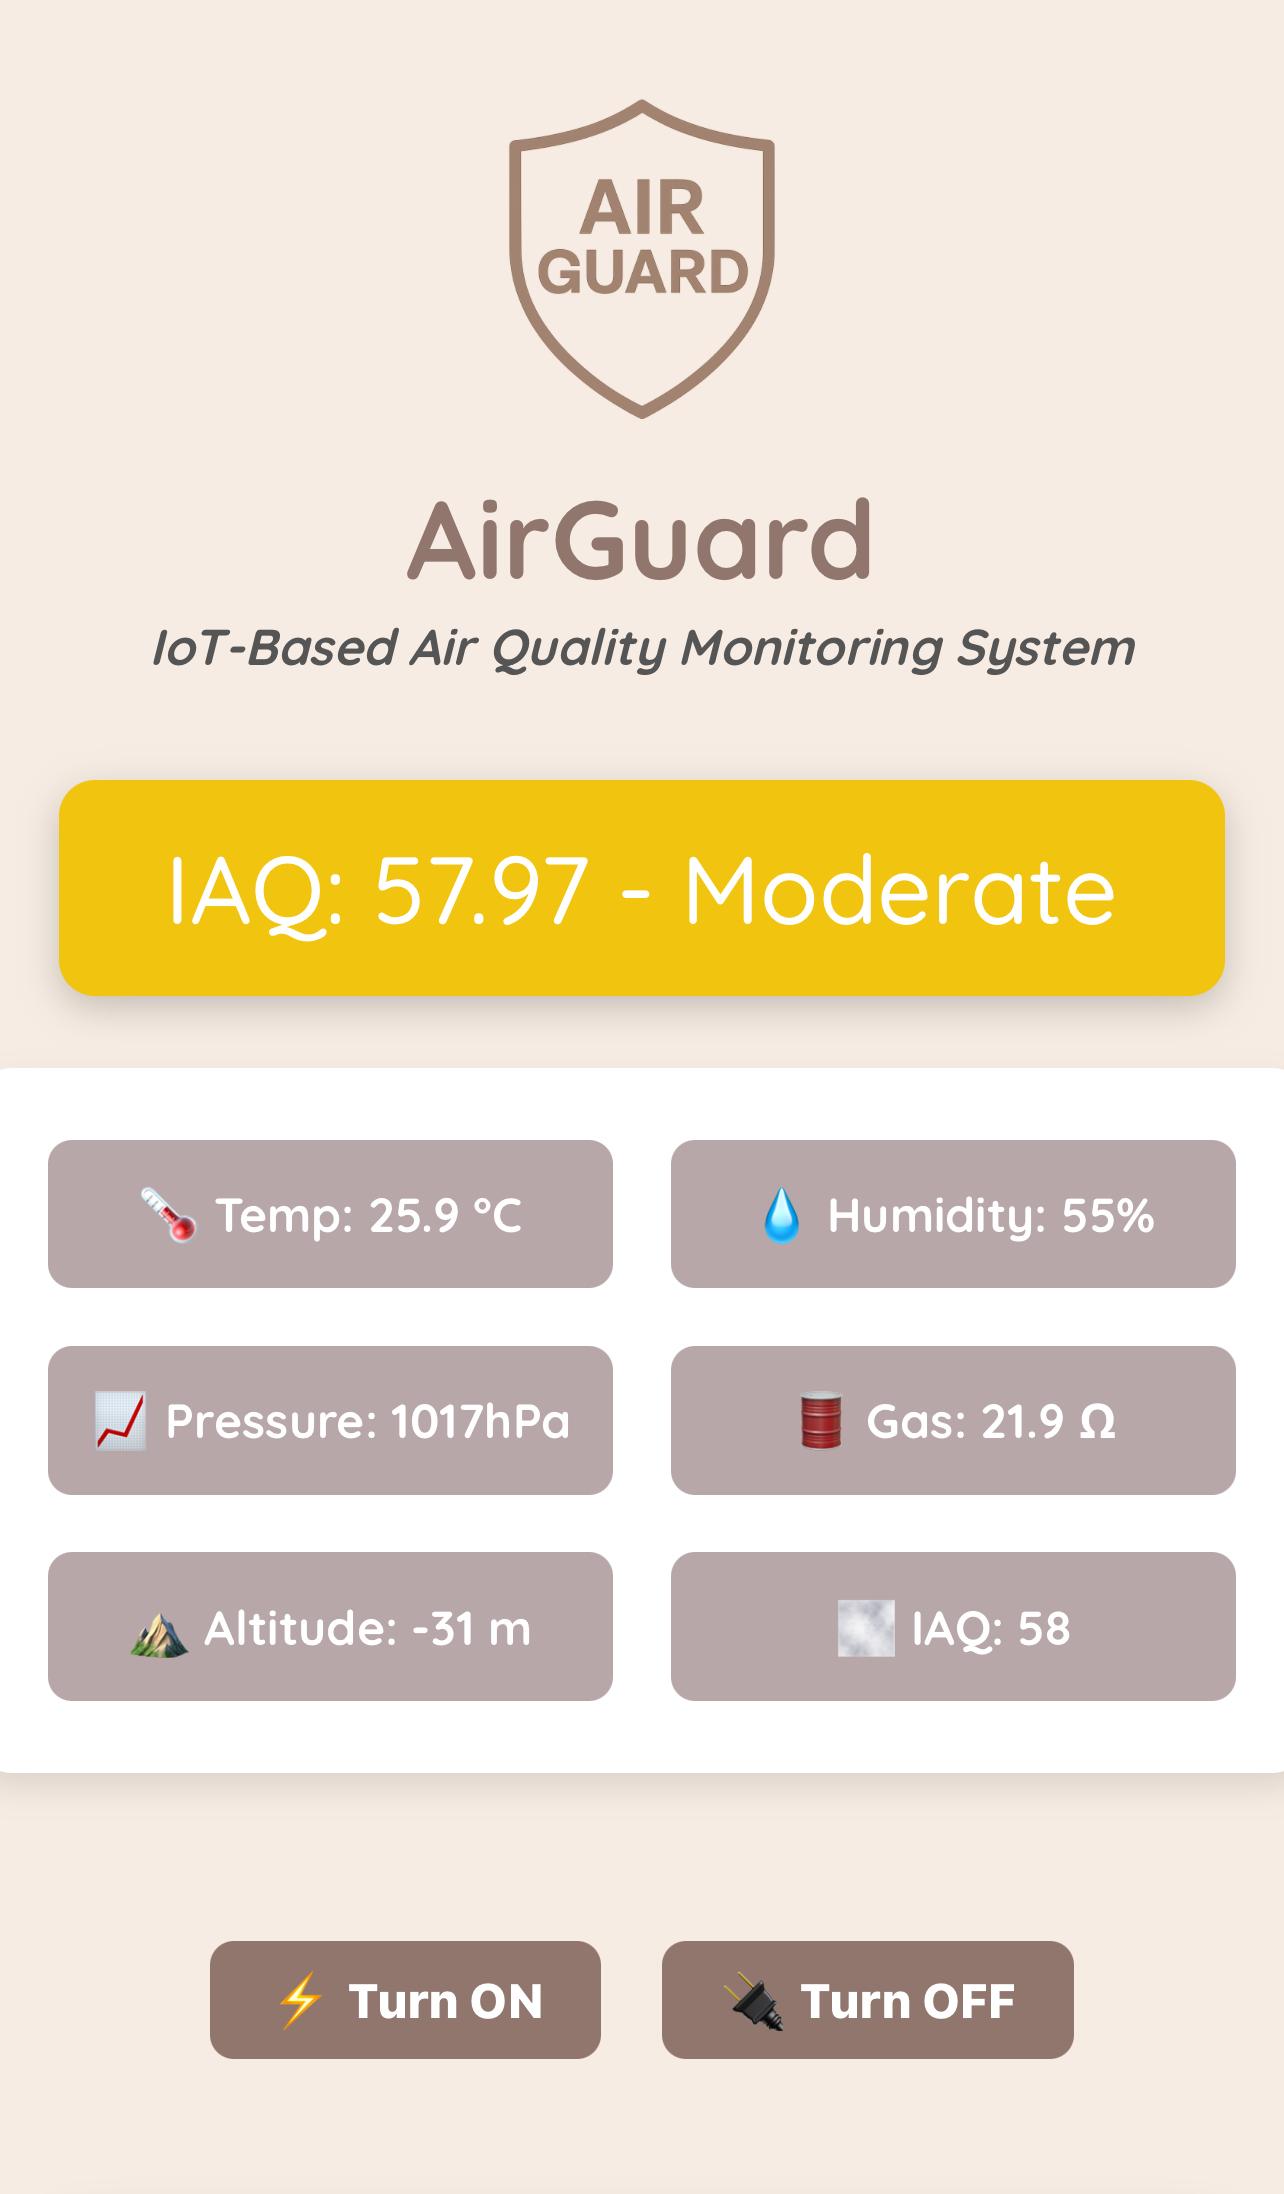 AIR
GUARD
AirGuard
IoT-Based Air Quality Monitoring System
IAQ: 57.97 - Moderate
Temp: 25.9 °C
Humidity: 55%
Pressure: 1017hPa
Gas: 21.9 Ω
Altitude: -31 m
IAQ: 58
Turn ON
Turn OFF